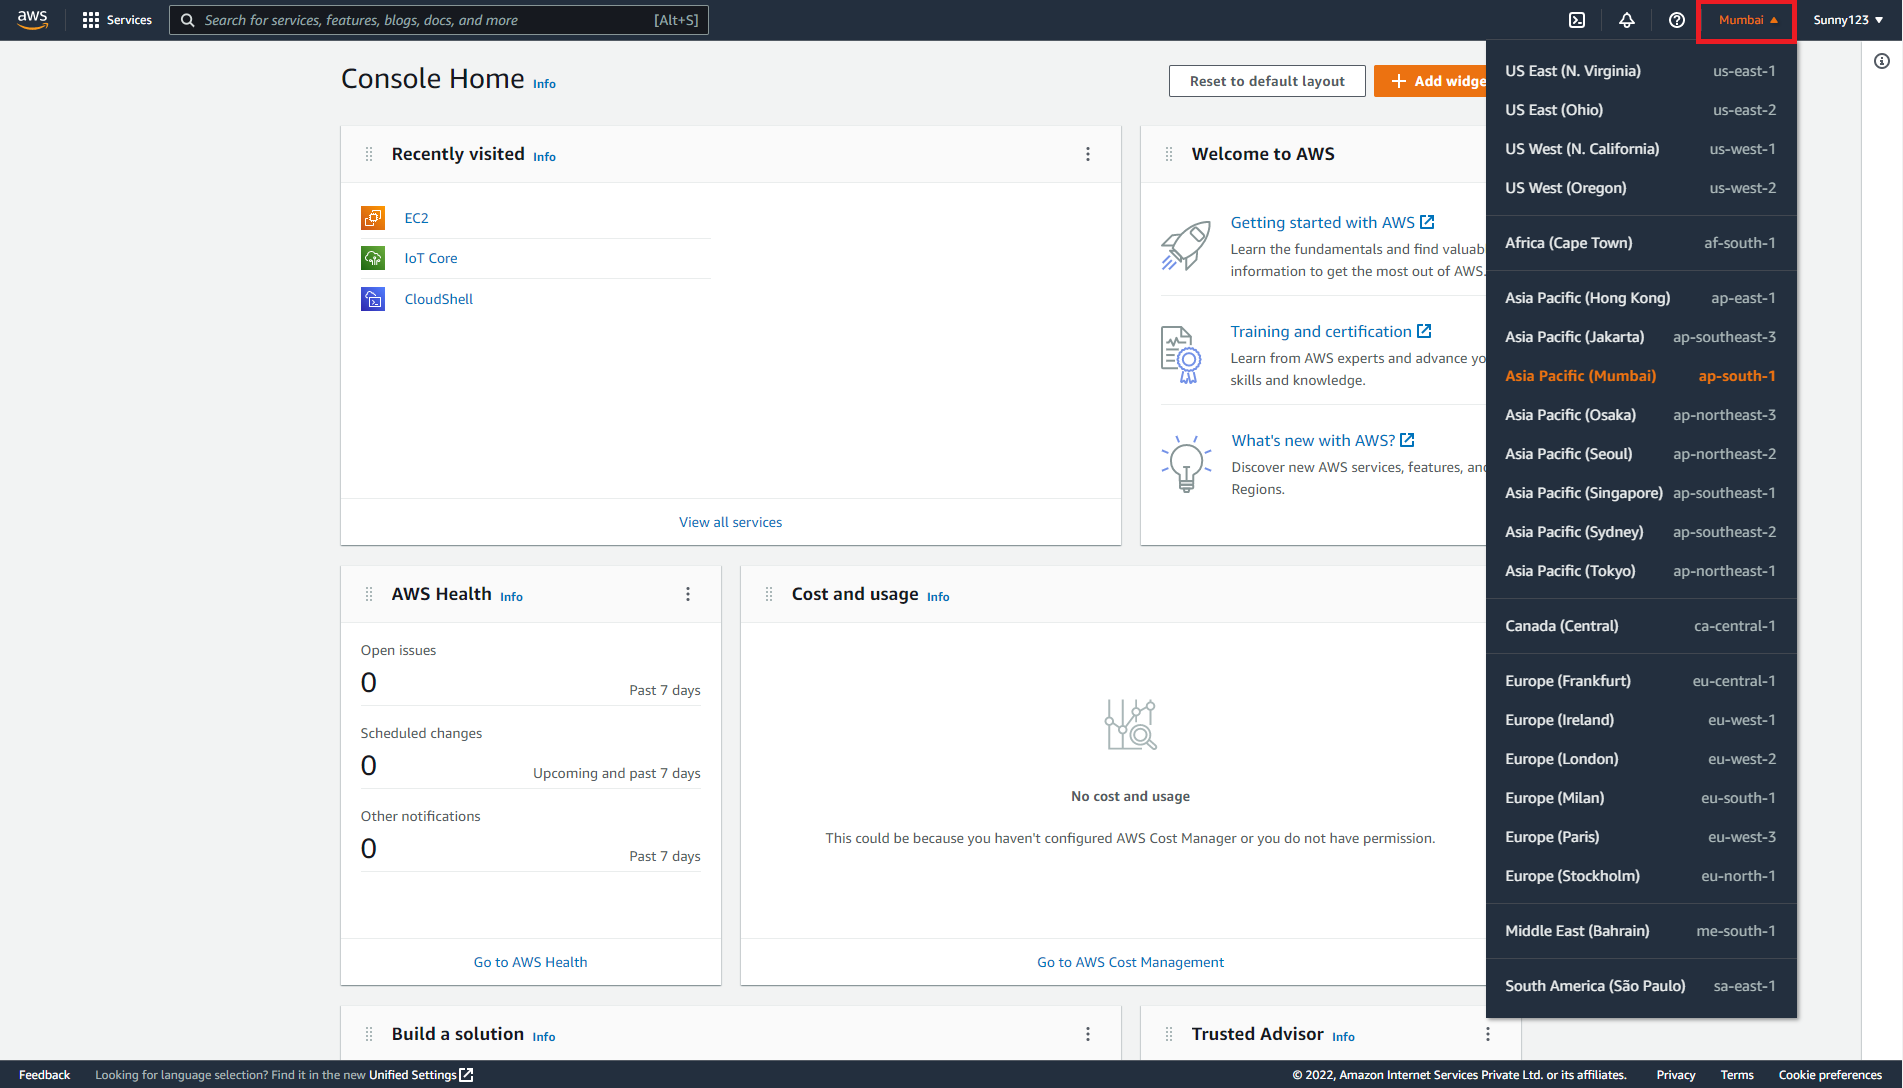 aws
Services
Search for services, features, blogs, docs, and more [Alt+S]
Mumbai
Sunny123
Console Home Info
Reset to default layout
Add widge
Recently visited Info
EC2
IoT Core
CloudShell
View all services
Welcome to AWS
Getting started with AWS
Learn the fundamentals and find valuab
information to get the most out of AWS.
Training and certification
Learn from AWS experts and advance yo
skills and knowledge.
What's new with AWS?
Discover new AWS services, features, and
Regions.
AWS Health Info
Open issues
0 Past 7 days
Scheduled changes
0 Upcoming and past 7 days
Other notifications
0 Past 7 days
Go to AWS Health
Cost and usage Info
No cost and usage
This could be because you haven't configured AWS Cost Manager or you do not have permission.
Go to AWS Cost Management
Build a solution Info
Trusted Advisor Info
US East (N. Virginia) us-east-1
US East (Ohio) us-east-2
US West (N. California) us-west-1
US West (Oregon) us-west-2
Africa (Cape Town) af-south-1
Asia Pacific (Hong Kong) ap-east-1
Asia Pacific (Jakarta) ap-southeast-3
Asia Pacific (Mumbai) ap-south-1
Asia Pacific (Osaka) ap-northeast-3
Asia Pacific (Seoul) ap-northeast-2
Asia Pacific (Singapore) ap-southeast-1
Asia Pacific (Sydney) ap-southeast-2
Asia Pacific (Tokyo) ap-northeast-1
Canada (Central) ca-central-1
Europe (Frankfurt) eu-central-1
Europe (Ireland) eu-west-1
Europe (London) eu-west-2
Europe (Milan) eu-south-1
Europe (Paris) eu-west-3
Europe (Stockholm) eu-north-1
Middle East (Bahrain) me-south-1
South America (São Paulo) sa-east-1
Feedback
Looking for language selection? Find it in the new Unified Settings
© 2022, Amazon Internet Services Private Ltd. or its affiliates.
Privacy
Terms
Cookie preferences